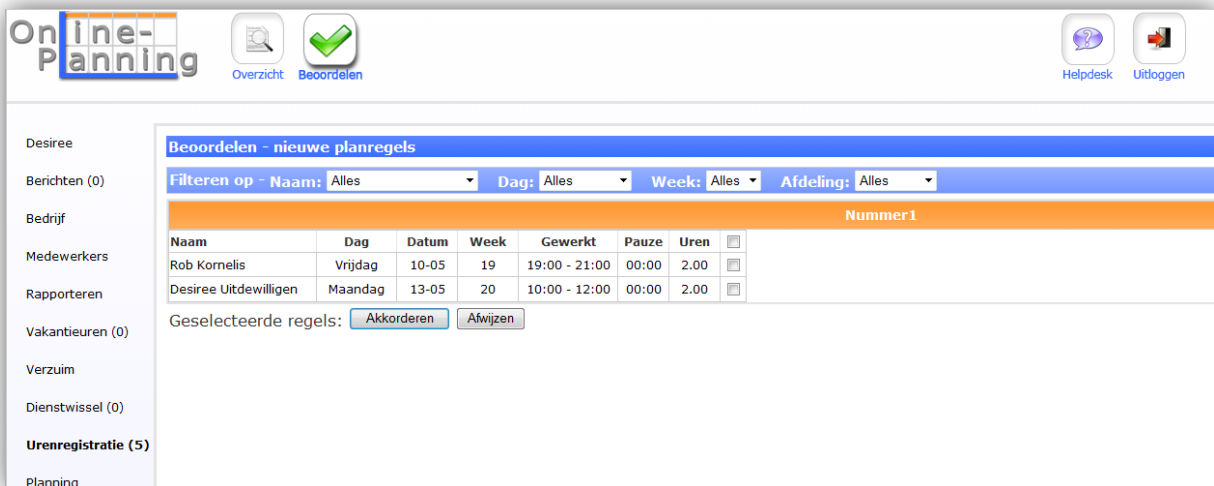 Online-
Planning
Overzicht Beoordelen Helpdesk Uitloggen
Desiree
Berichten (0)
Bedrijf
Medewerkers
Rapporteren
Vakantieuren (0)
Verzuim
Dienstwissel (0)
Urenregistratie (5)
Planning
Beoordelen - nieuwe planregels
Filteren op - Naam: Alles Dag: Alles Week: Alles Afdeling: Alles
Nummer1
Naam Dag Datum Week Gewerkt Pauze Uren
Rob Kornelis Vrijdag 10-05 19 19:00 - 21:00 00:00 2.00
Desiree Uitdewilligen Maandag 13-05 20 10:00 - 12:00 00:00 2.00
Geselecteerde regels: Akkorderen Afwijzen